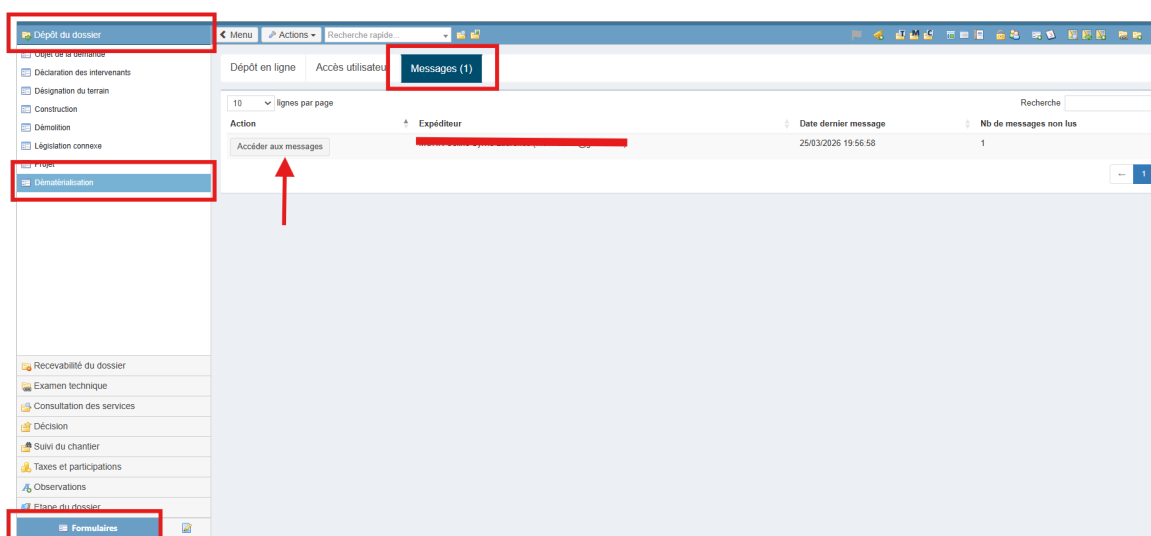 Dépôt du dossier
Menu Actions Recherche rapide...
Objet de la demande
Déclaration des intervenants
Désignation du terrain
Construction
Démolition
Législation connexe
Projet
Dématérialisation
Dépôt en ligne Accès utilisateur Messages (1)
10 lignes par page Recherche
Action Expéditeur Date dernier message Nb de messages non lus
Accéder aux messages 25/03/2026 19:56:58 1
← 1
Recevabilité du dossier
Examen technique
Consultation des services
Décision
Suivi du chantier
Taxes et participations
Observations
Etape du dossier
Formulaires